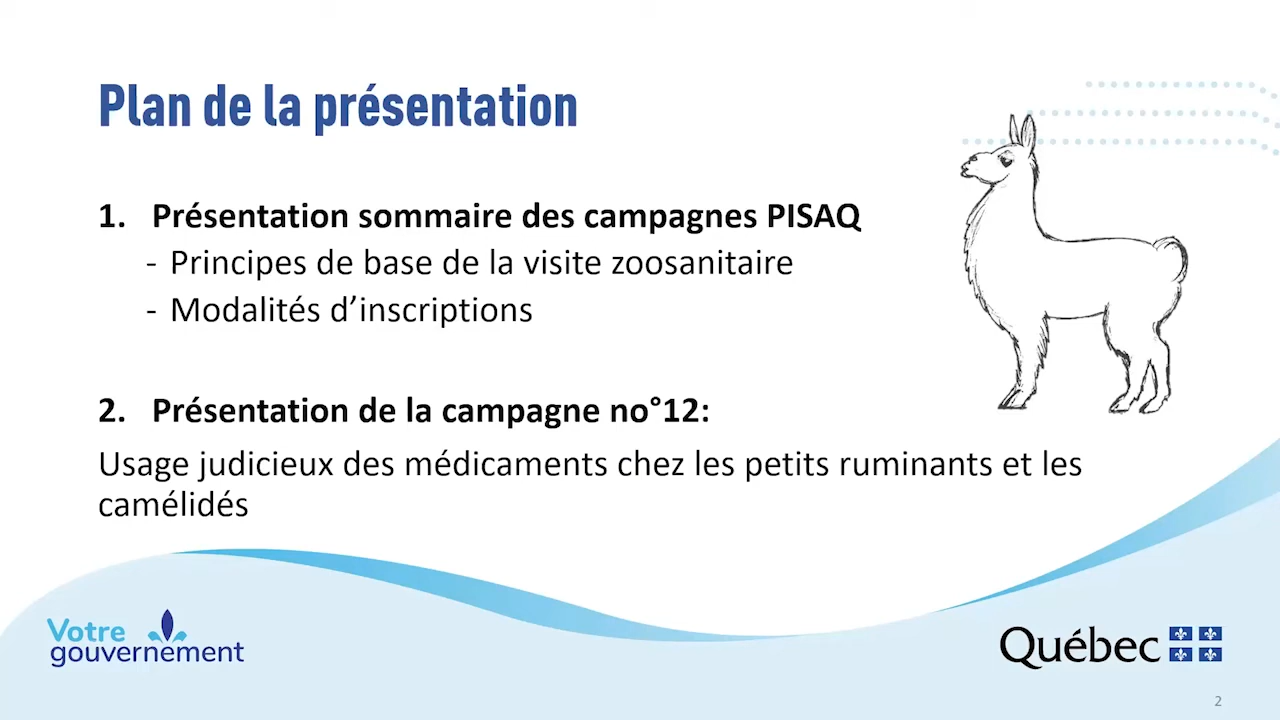 Plan de la présentation
1. Présentation sommaire des campagnes PISAQ
- Principes de base de la visite zoosanitaire
- Modalités d’inscriptions
2. Présentation de la campagne no°12:
Usage judicieux des médicaments chez les petits ruminants et les
camélidés
Votre
gouvernement
Québec
2